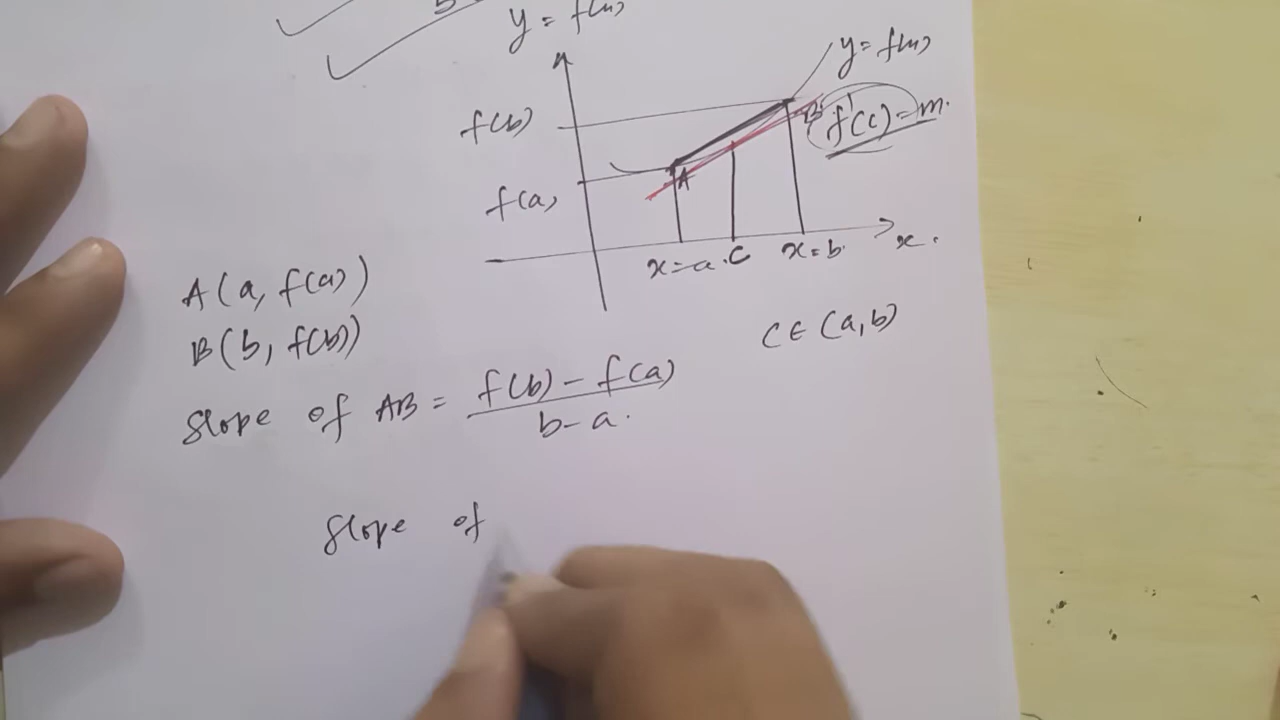 y = f(x)
y = f(x)
f(b)
B
f'(c) = m.
A
f(a)
x = a . c x = b. x.
A(a, f(a))
B(b, f(b))
c ∈ (a, b)
Slope of AB = f(b) - f(a) / b - a.
Slope of